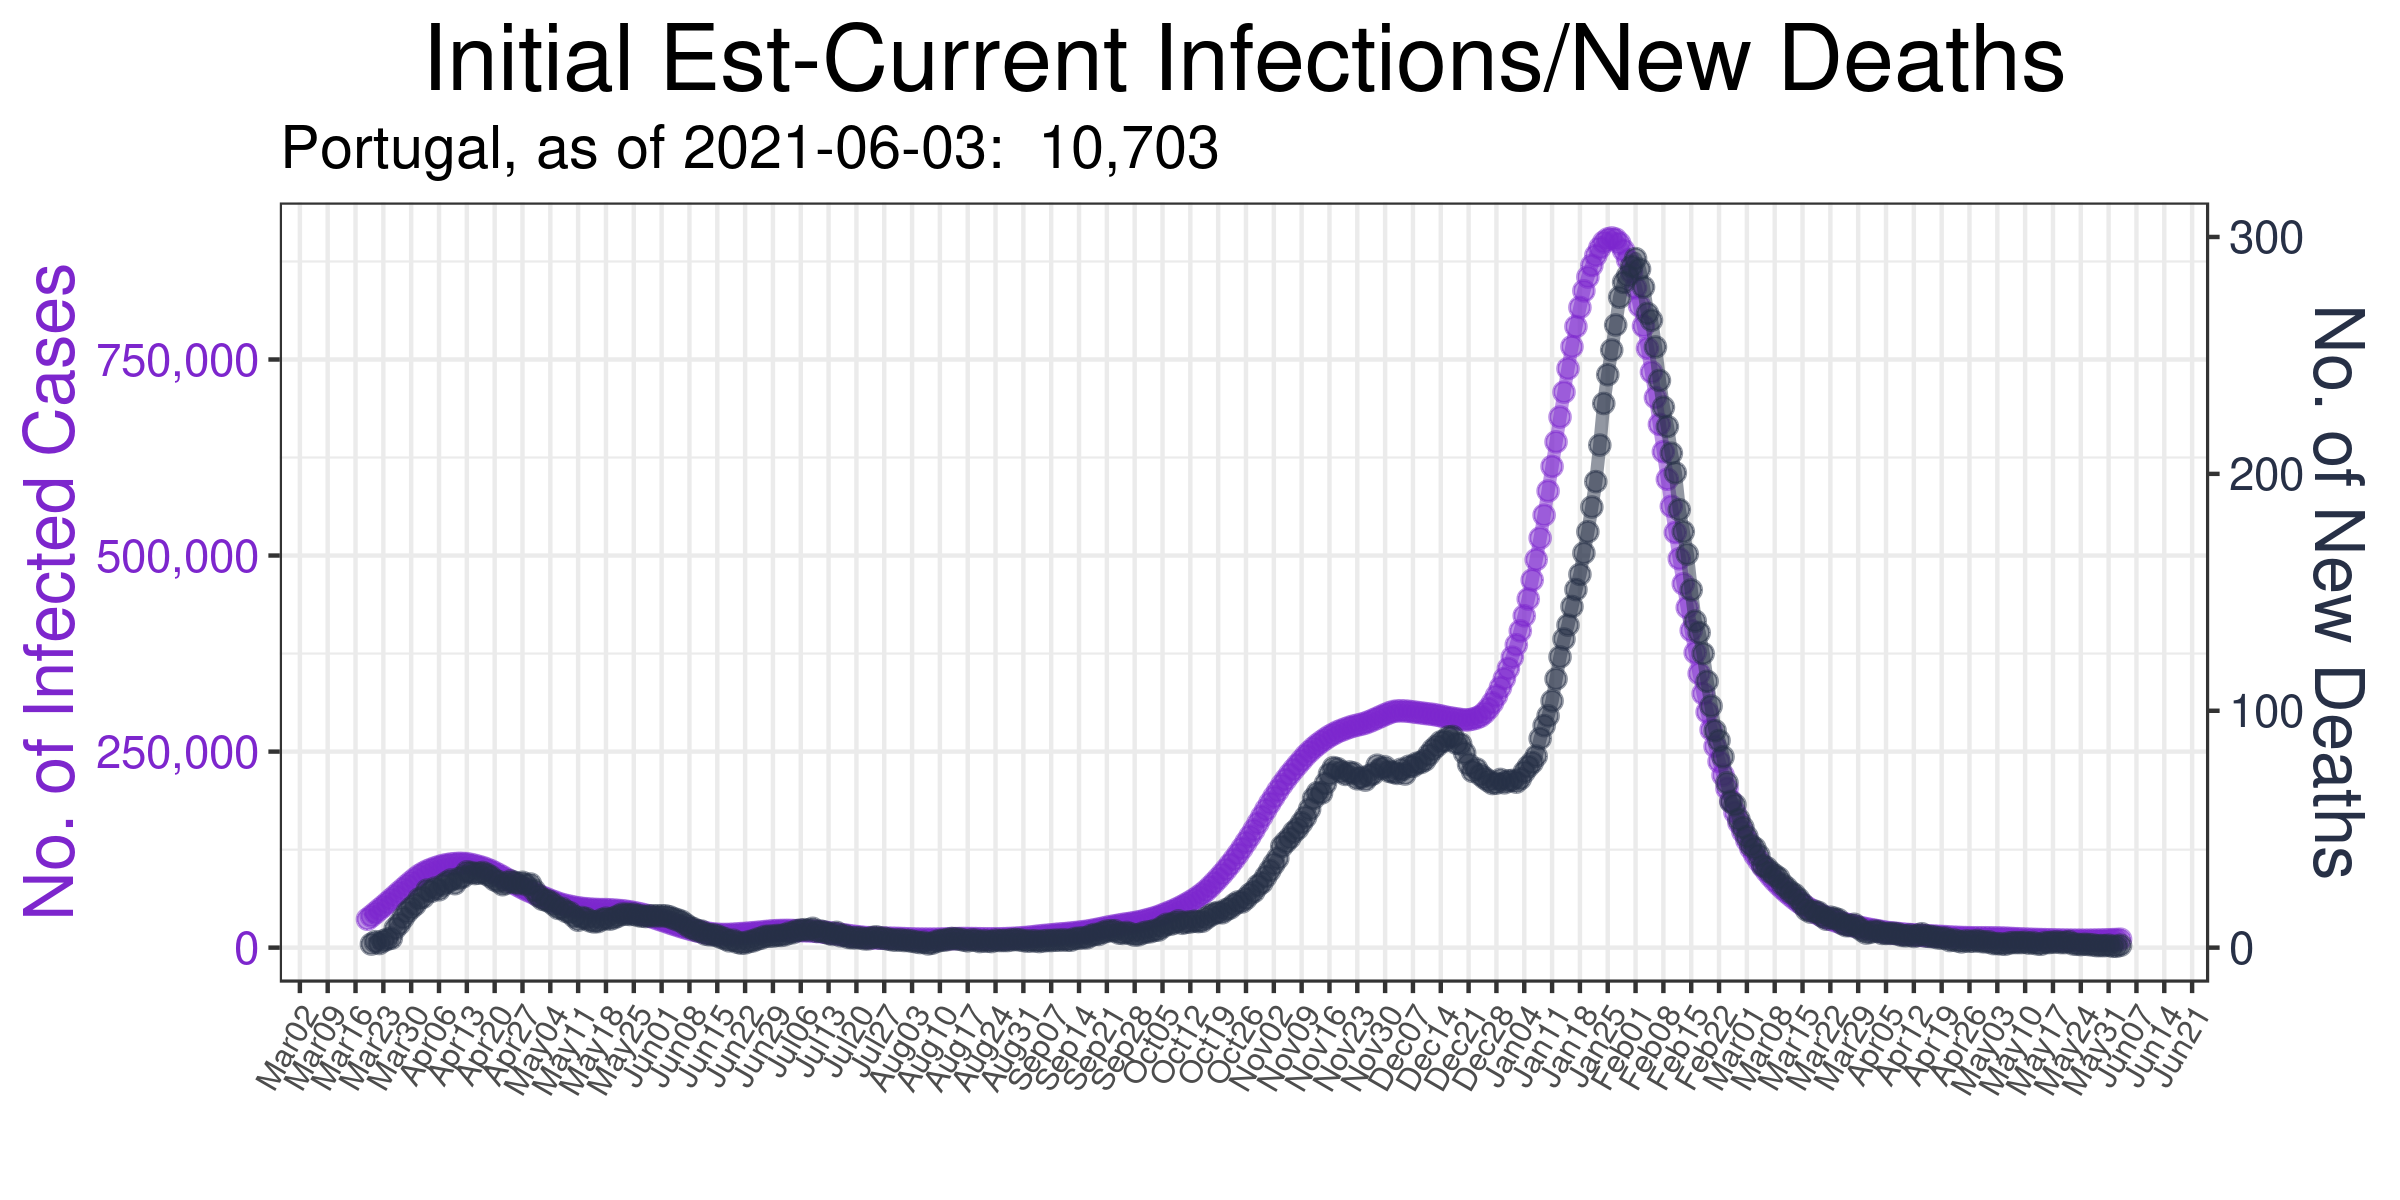 Initial Est-Current Infections/New Deaths
Portugal, as of 2021-06-03:  10,703
No. of Infected Cases
750,000
500,000
250,000
0
300
200
100
0
No. of New Deaths
Mar02
Mar09
Mar16
Mar23
Mar30
Apr06
Apr13
Apr20
Apr27
May04
May11
May18
May25
Jun01
Jun08
Jun15
Jun22
Jun29
Jul06
Jul13
Jul20
Jul27
Aug03
Aug10
Aug17
Aug24
Aug31
Sep07
Sep14
Sep21
Sep28
Oct05
Oct12
Oct19
Oct26
Nov02
Nov09
Nov16
Nov23
Nov30
Dec07
Dec14
Dec21
Dec28
Jan04
Jan11
Jan18
Jan25
Feb01
Feb08
Feb15
Feb22
Mar01
Mar08
Mar15
Mar22
Mar29
Apr05
Apr12
Apr19
Apr26
May03
May10
May17
May24
May31
Jun07
Jun14
Jun21